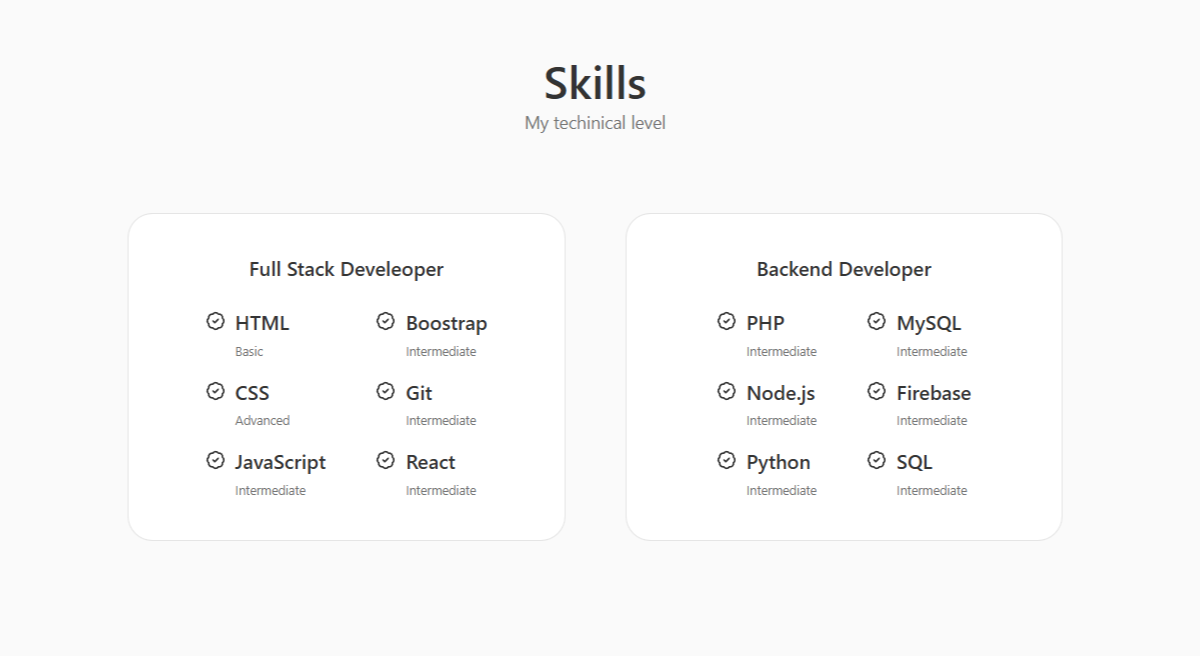 Skills
My techinical level
Full Stack Develeoper
HTML
Basic
Boostrap
Intermediate
CSS
Advanced
Git
Intermediate
JavaScript
Intermediate
React
Intermediate
Backend Developer
PHP
Intermediate
MySQL
Intermediate
Node.js
Intermediate
Firebase
Intermediate
Python
Intermediate
SQL
Intermediate